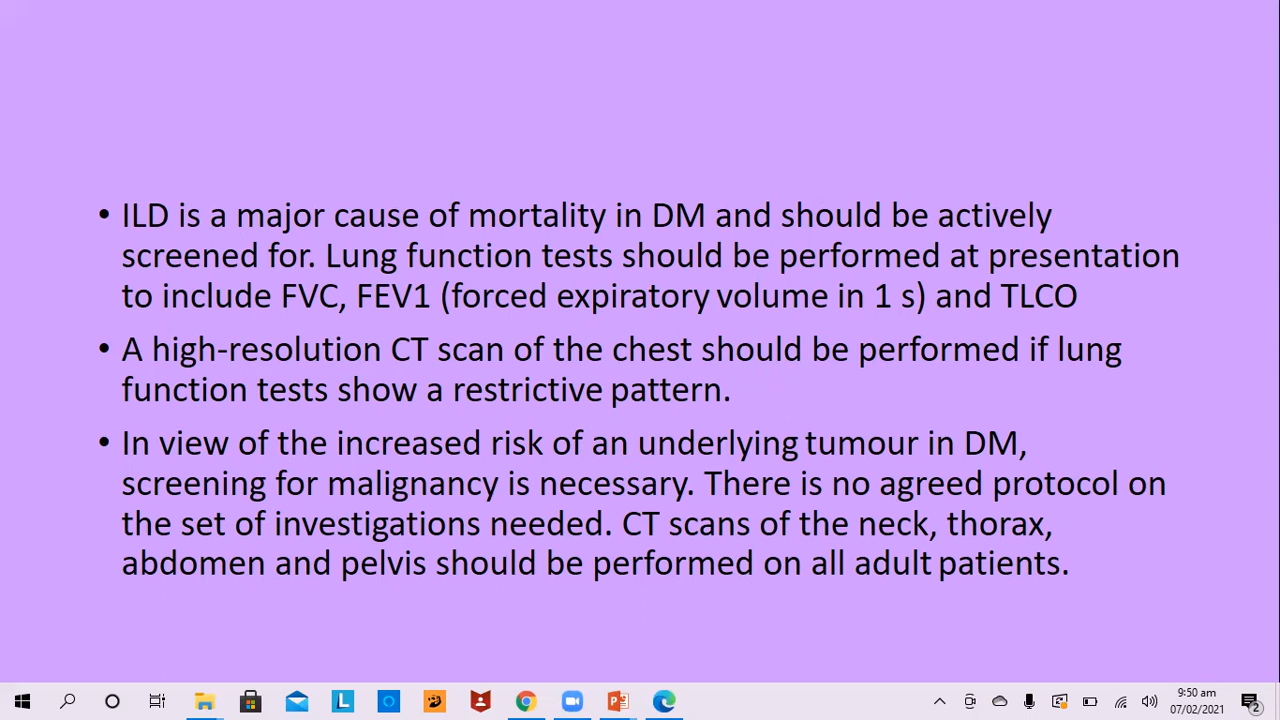 • ILD is a major cause of mortality in DM and should be actively
screened for. Lung function tests should be performed at presentation
to include FVC, FEV1 (forced expiratory volume in 1 s) and TLCO
• A high-resolution CT scan of the chest should be performed if lung
function tests show a restrictive pattern.
• In view of the increased risk of an underlying tumour in DM,
screening for malignancy is necessary. There is no agreed protocol on
the set of investigations needed. CT scans of the neck, thorax,
abdomen and pelvis should be performed on all adult patients.
L
P
9:50 am
07/02/2021
2